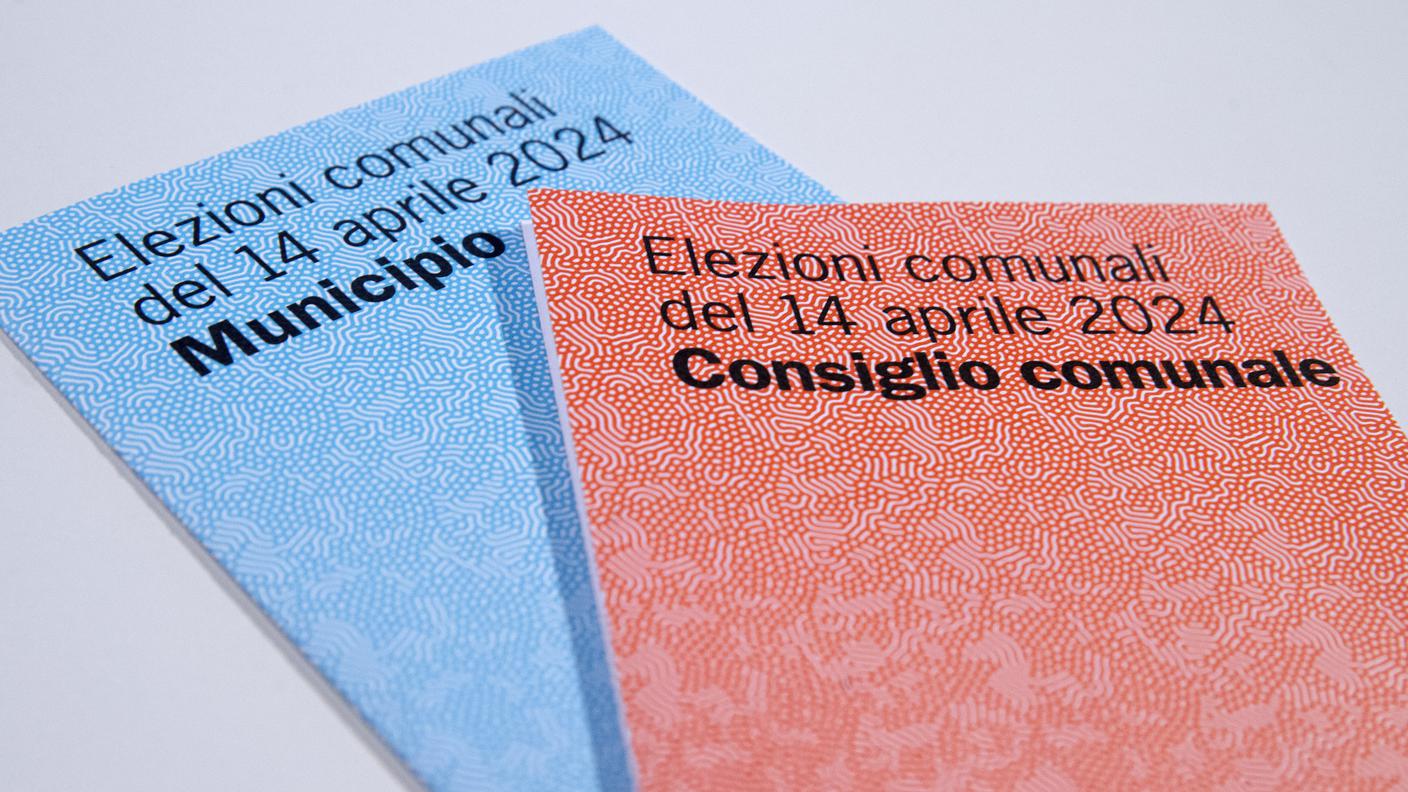 Elezioni comunali
del 14 aprile 2024
Municipio
Elezioni comunali
del 14 aprile 2024
Consiglio comunale